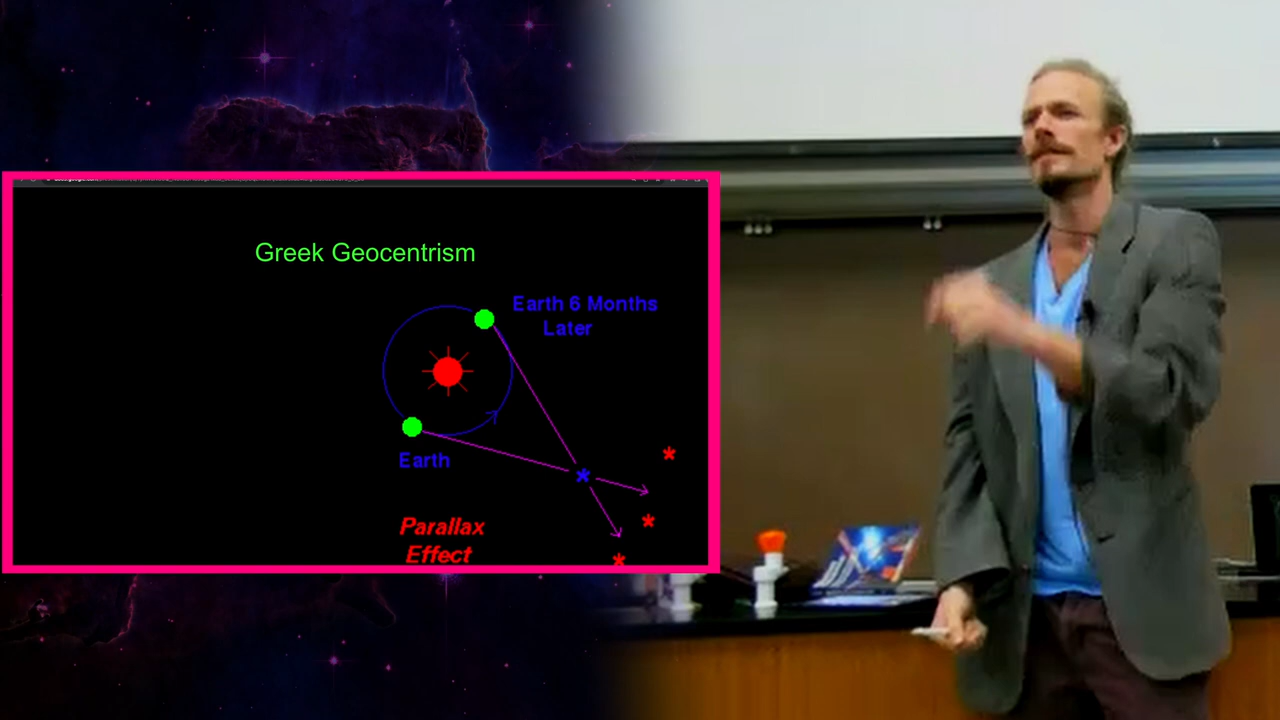 Greek Geocentrism
Earth 6 Months
Later
Earth
Parallax
Effect